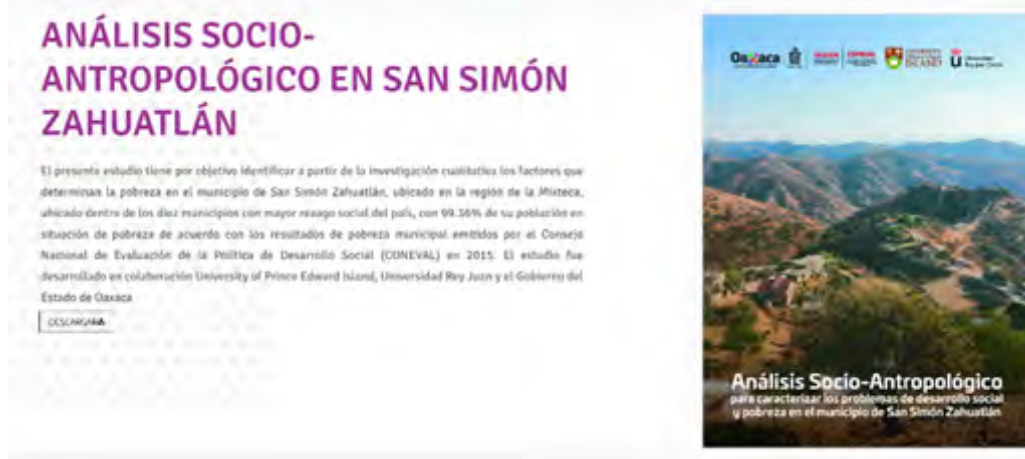 ANÁLISIS SOCIO-
ANTROPOLÓGICO EN SAN SIMÓN
ZAHUATLÁN
El presente estudio tiene por objetivo identificar a partir de la investigación cualitativa los factores que
determinan la pobreza en el municipio de San Simón Zahuatlán, ubicado en la región de la Mixteca,
ubicado dentro de los diez municipios con mayor rezago social del país, con 99.36% de su población en
situación de pobreza de acuerdo con los resultados de pobreza municipal emitidos por el Consejo
Nacional de Evaluación de la Política de Desarrollo Social (CONEVAL) en 2015. El estudio fue
desarrollado en colaboración University of Prince Edward Island, Universidad Rey Juan y el Gobierno del
Estado de Oaxaca
Oaxaca
ISLAND
Análisis Socio-Antropológico
para caracterizar los problemas de desarrollo social
y pobreza en el municipio de San Simón Zahuatlán